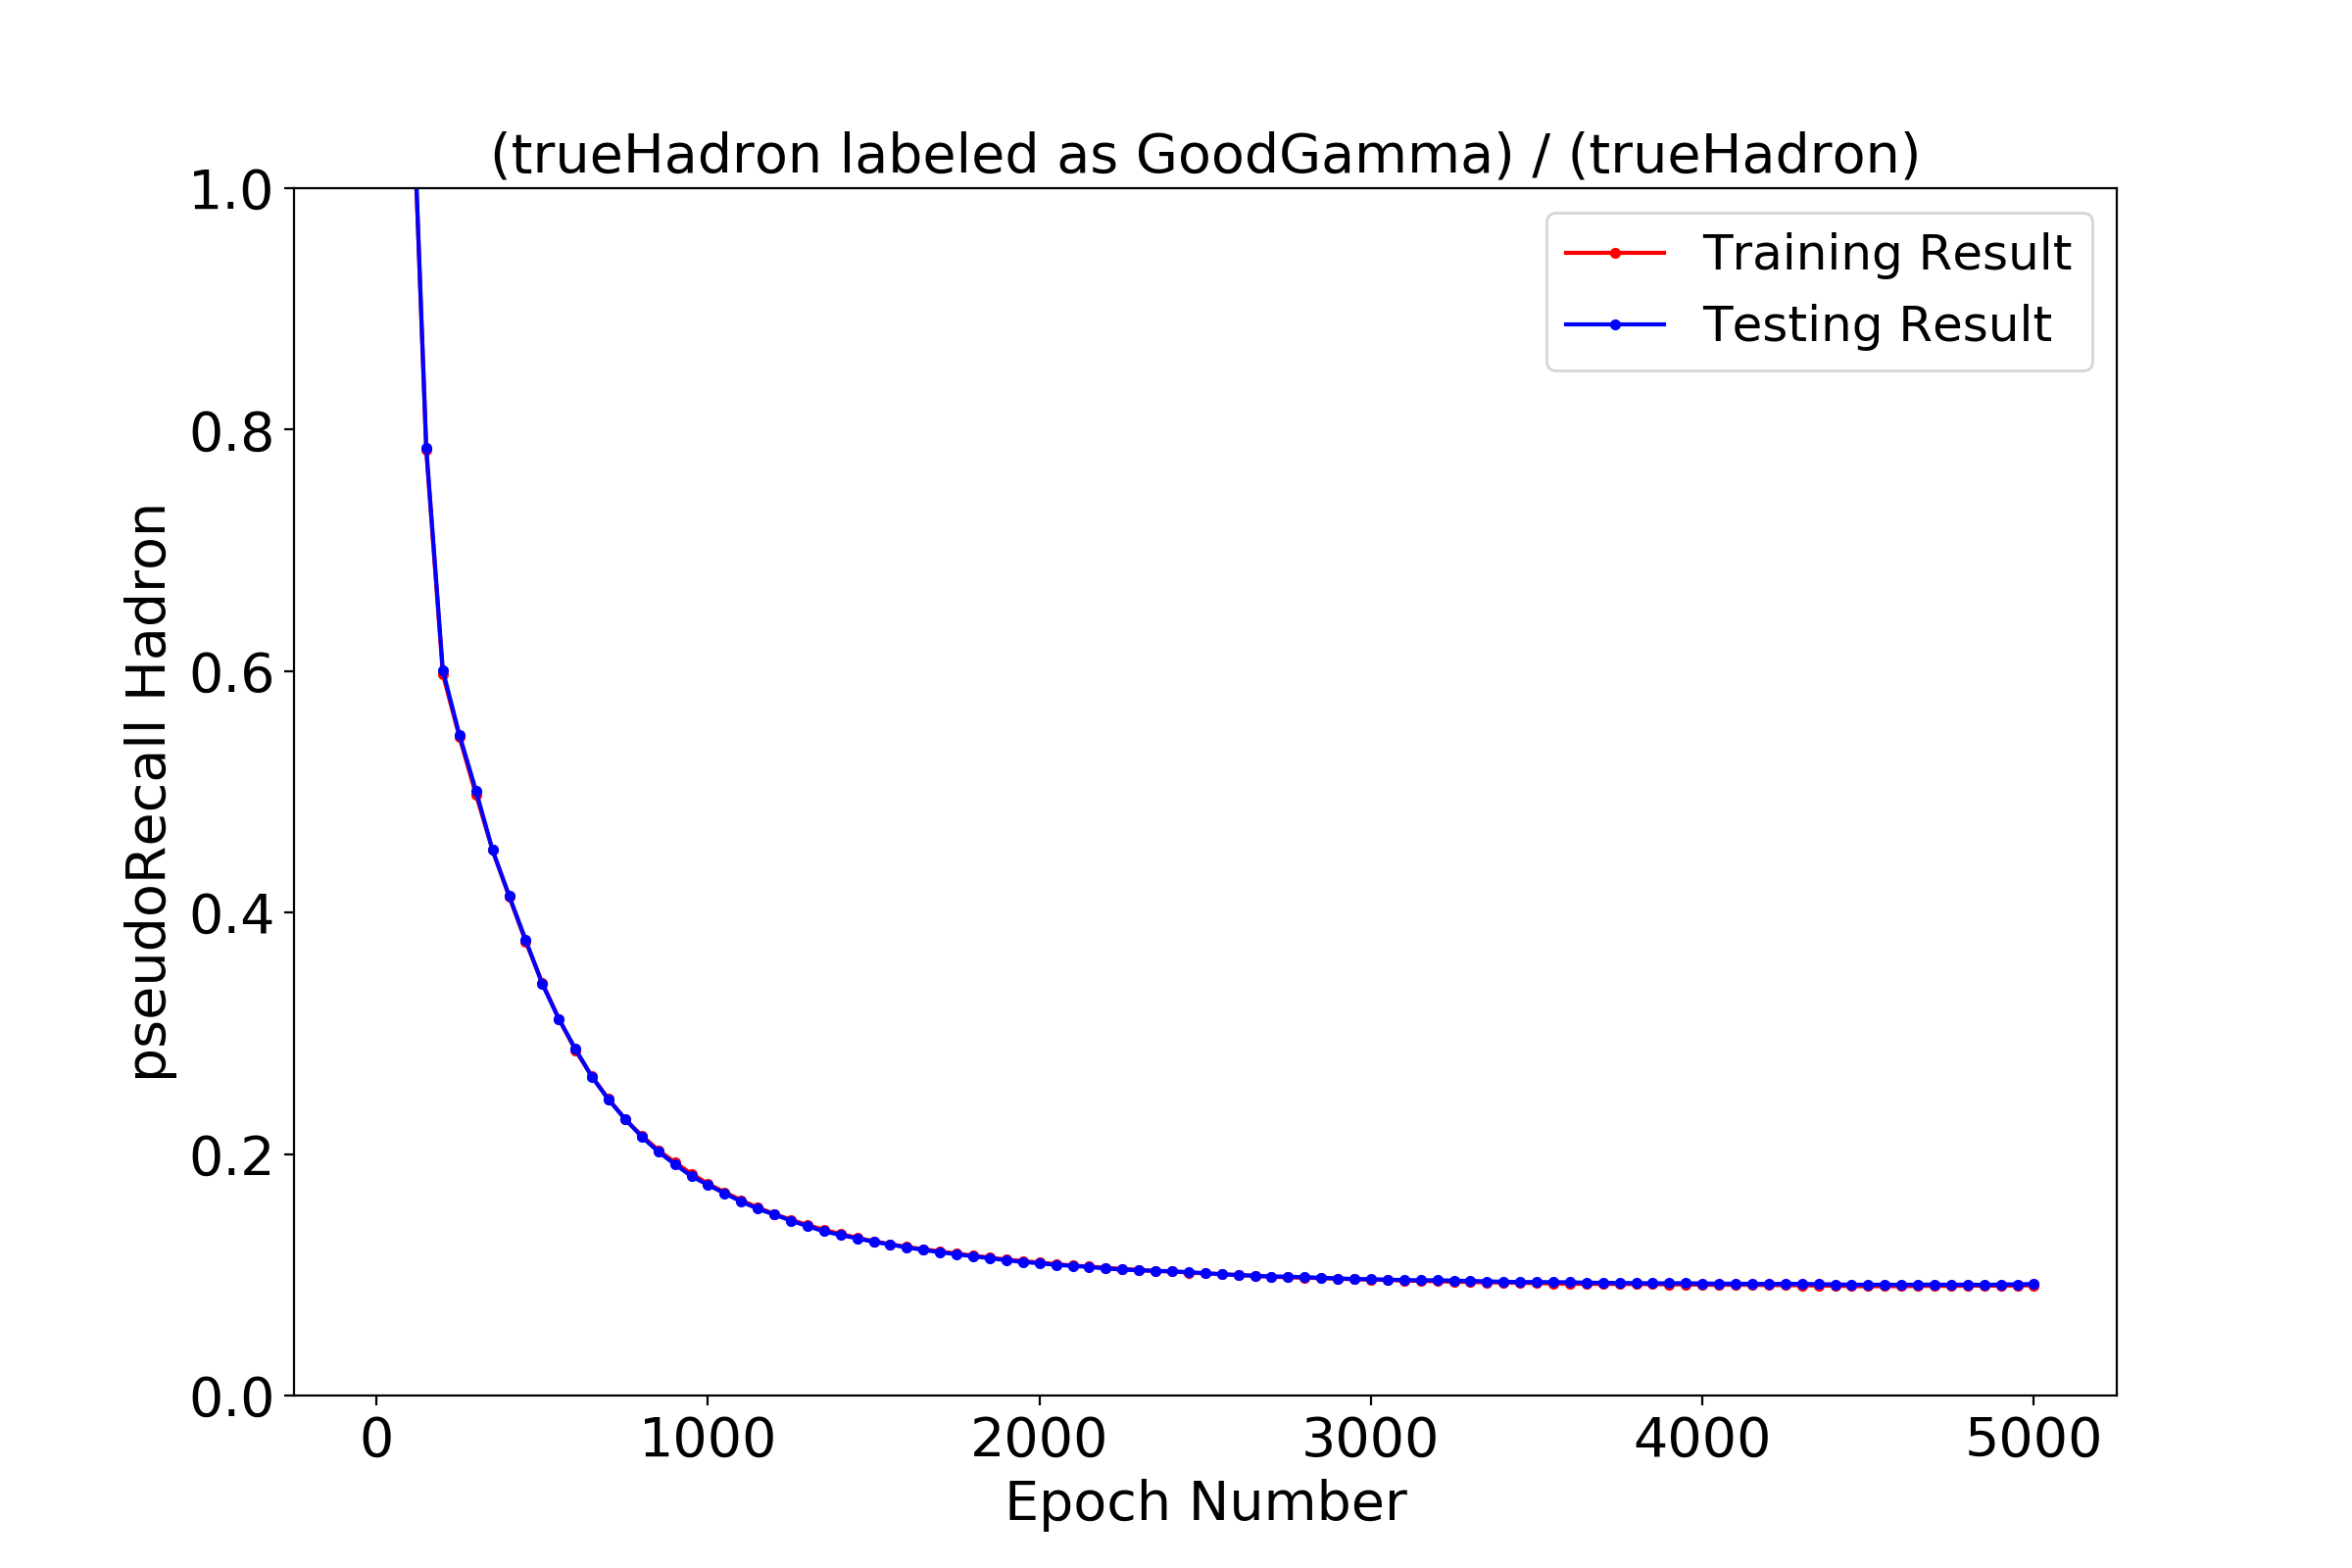 (trueHadron labeled as GoodGamma) / (trueHadron)
Training Result
Testing Result
pseudoRecall Hadron
1.0
0.8
0.6
0.4
0.2
0.0
0 1000 2000 3000 4000 5000
Epoch Number